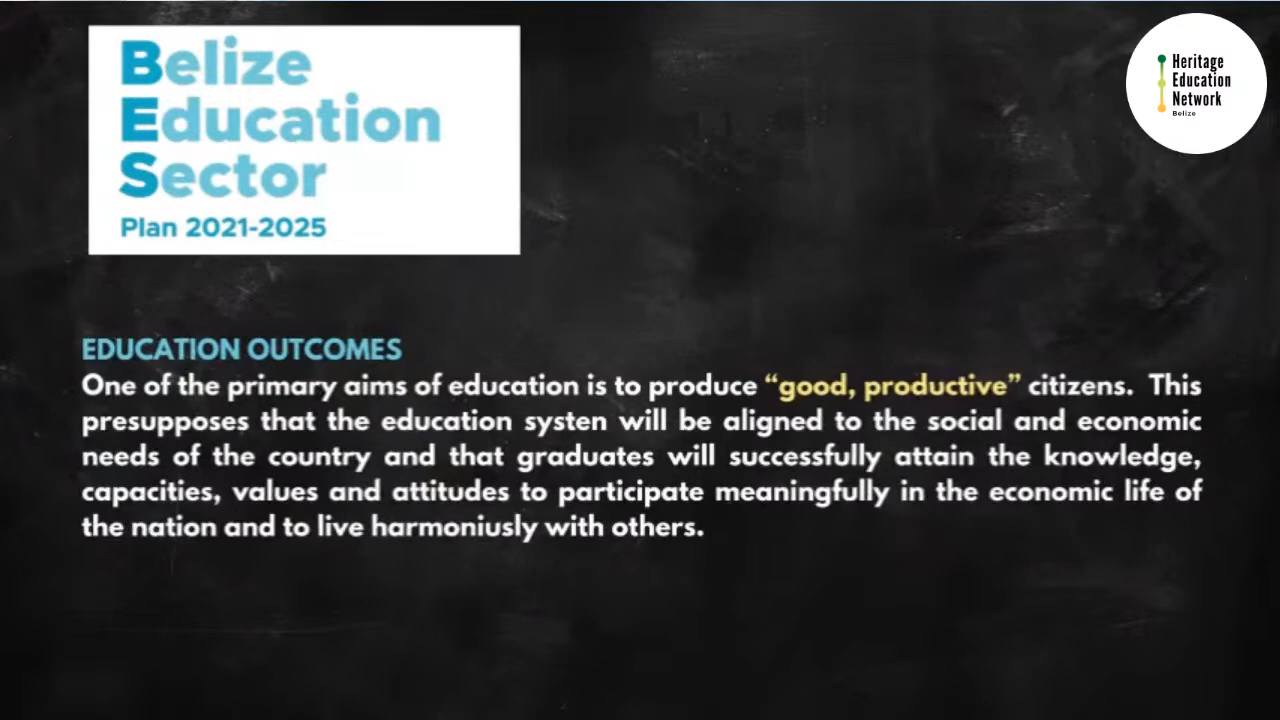 Belize
Education
Sector
Plan 2021-2025
Heritage
Education
Network
Belize
EDUCATION OUTCOMES
One of the primary aims of education is to produce “good, productive” citizens. This
presupposes that the education systen will be aligned to the social and economic
needs of the country and that graduates will successfully attain the knowledge,
capacities, values and attitudes to participate meaningfully in the economic life of
the nation and to live harmoniusly with others.